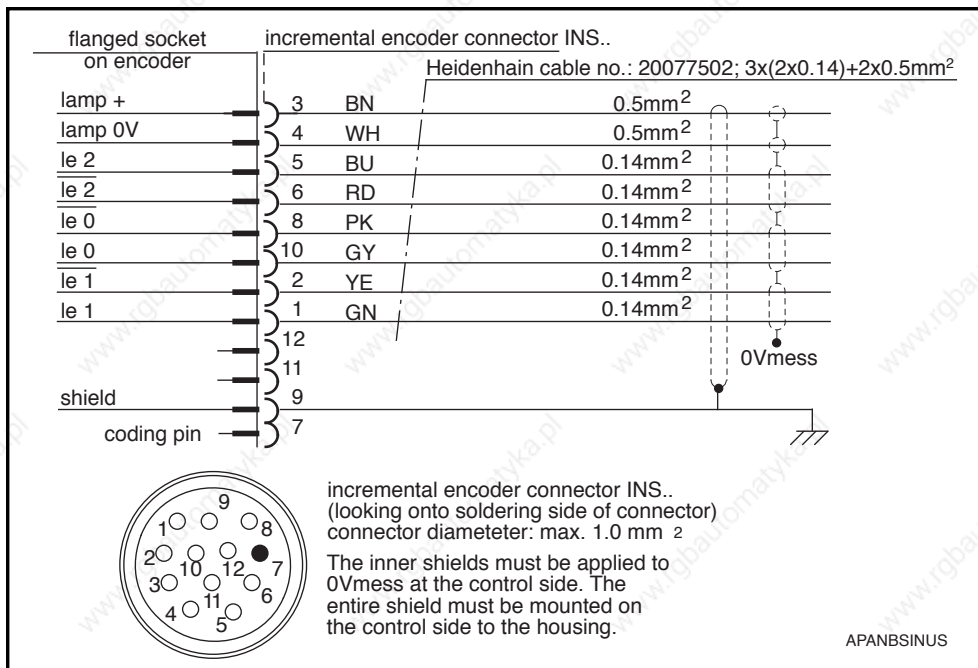 flanged socket
on encoder
incremental encoder connector INS..
Heidenhain cable no.: 20077502; 3x(2x0.14)+2x0.5mm²
lamp + 3 BN 0.5mm²
lamp 0V 4 WH 0.5mm²
le 2 5 BU 0.14mm²
l̅e̅ ̅2̅ 6 RD 0.14mm²
l̅e̅ ̅0̅ 8 PK 0.14mm²
le 0 10 GY 0.14mm²
l̅e̅ ̅1̅ 2 YE 0.14mm²
le 1 1 GN 0.14mm²
12
0Vmess
11
shield 9
coding pin 7
9
1 8
2 10 12 7
3 11 6
4 5
incremental encoder connector INS..
(looking onto soldering side of connector)
connector diameteter: max. 1.0 mm 2
The inner shields must be applied to
0Vmess at the control side. The
entire shield must be mounted on
the control side to the housing.
APANBSINUS
www.rgbautomatyka.pl